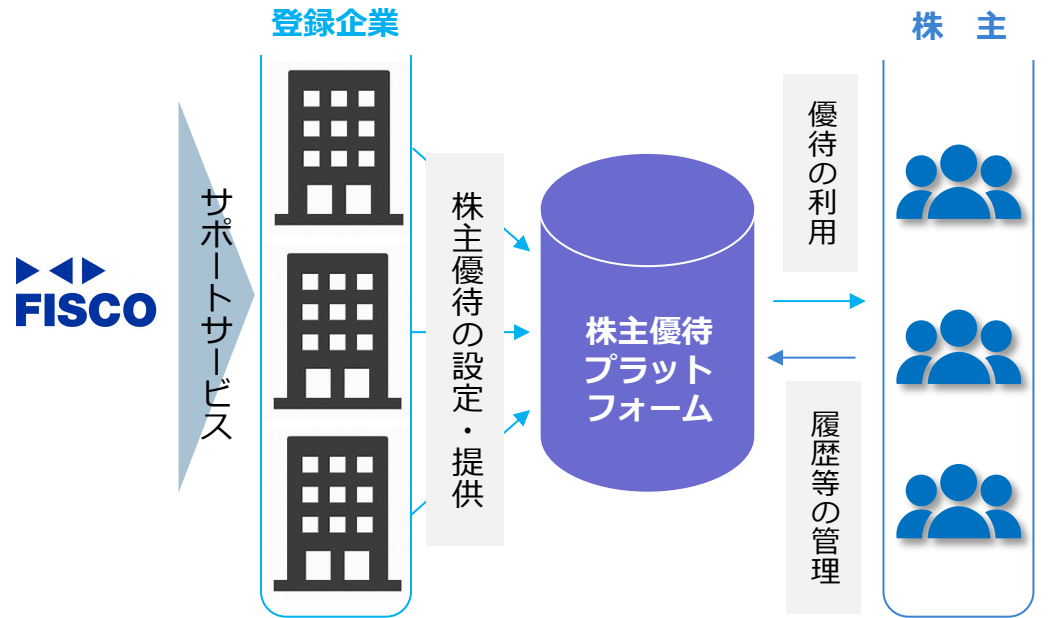 登録企業
株 主
FISCO
サポートサービス
株主優待の設定・提供
株主優待
プラット
フォーム
優待の利用
履歴等の管理